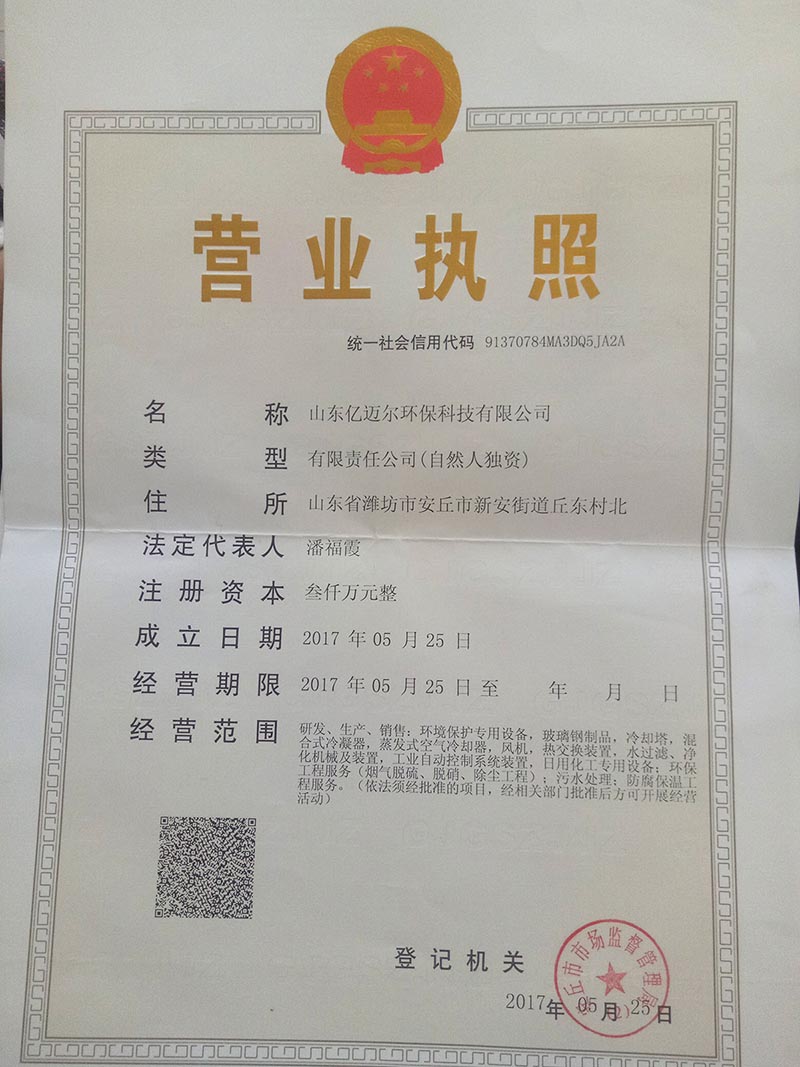 营业执照
统一社会信用代码 91370784MA3DQ5JA2A
名称 山东亿迈尔环保科技有限公司
类型 有限责任公司(自然人独资)
住所 山东省潍坊市安丘市新安街道丘东村北
法定代表人 潘福霞
注册资本 叁仟万元整
成立日期 2017 年 05 月 25 日
经营期限 2017 年 05 月 25 日 至 年 月 日
经营范围 研发、生产、销售：环境保护专用设备，玻璃钢制品，冷却塔，混
合式冷凝器，蒸发式空气冷却器，风机，热交换装置，水过滤、净
化机械及装置，工业自动控制系统装置，日用化工专用设备；环保
工程服务（烟气脱硫、脱硝、除尘工程）；污水处理；防腐保温工
程服务。（依法须经批准的项目，经相关部门批准后方可开展经营
活动）
登记机关
安丘市市场监督管理局
(2)
2017年 05月 25日